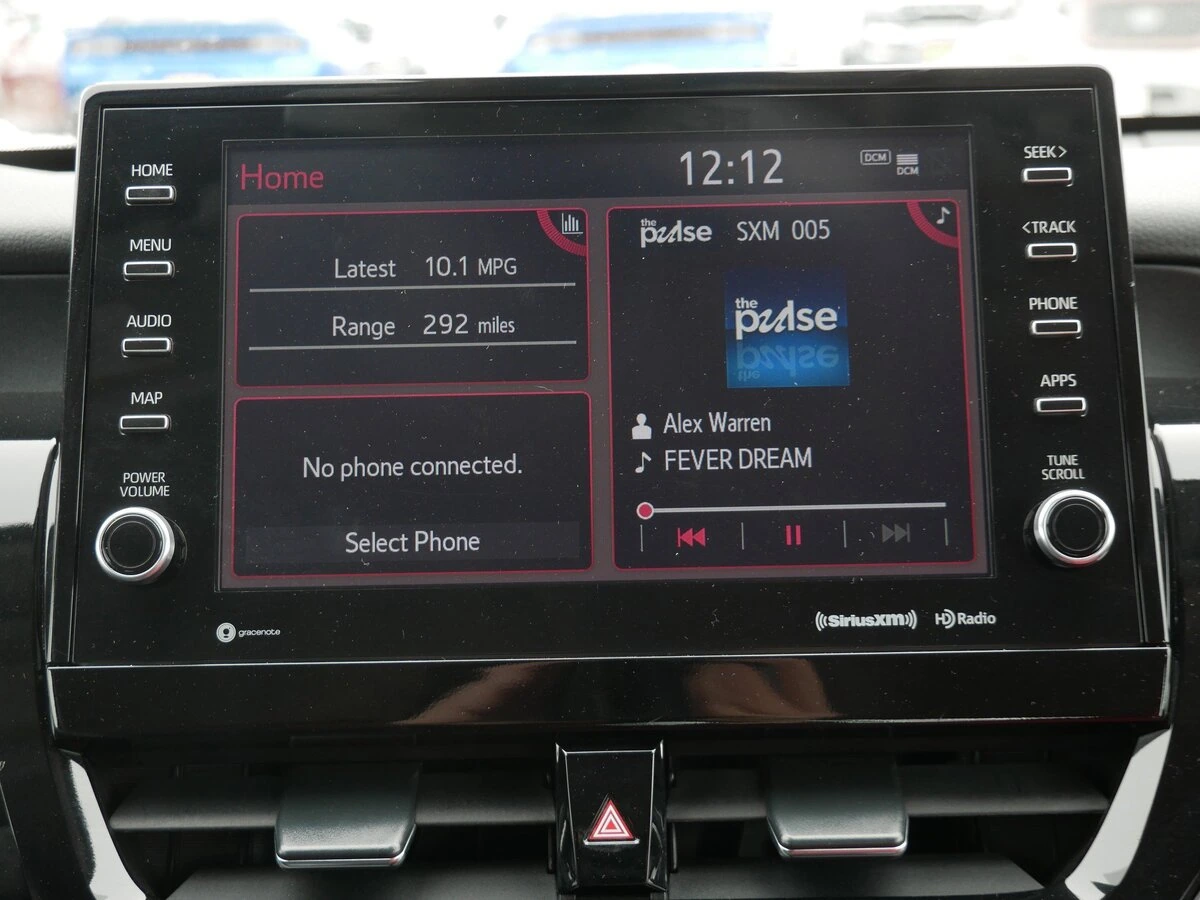 HOME
MENU
AUDIO
MAP
POWER
VOLUME
Home
12:12
DCM
DCM
Latest 10.1 MPG
Range 292 miles
No phone connected.
Select Phone
the pulse SXM 005
the pulse
the pulse
Alex Warren
FEVER DREAM
SEEK>
<TRACK
PHONE
APPS
TUNE
SCROLL
gracenote
((SiriusXM))
HD Radio